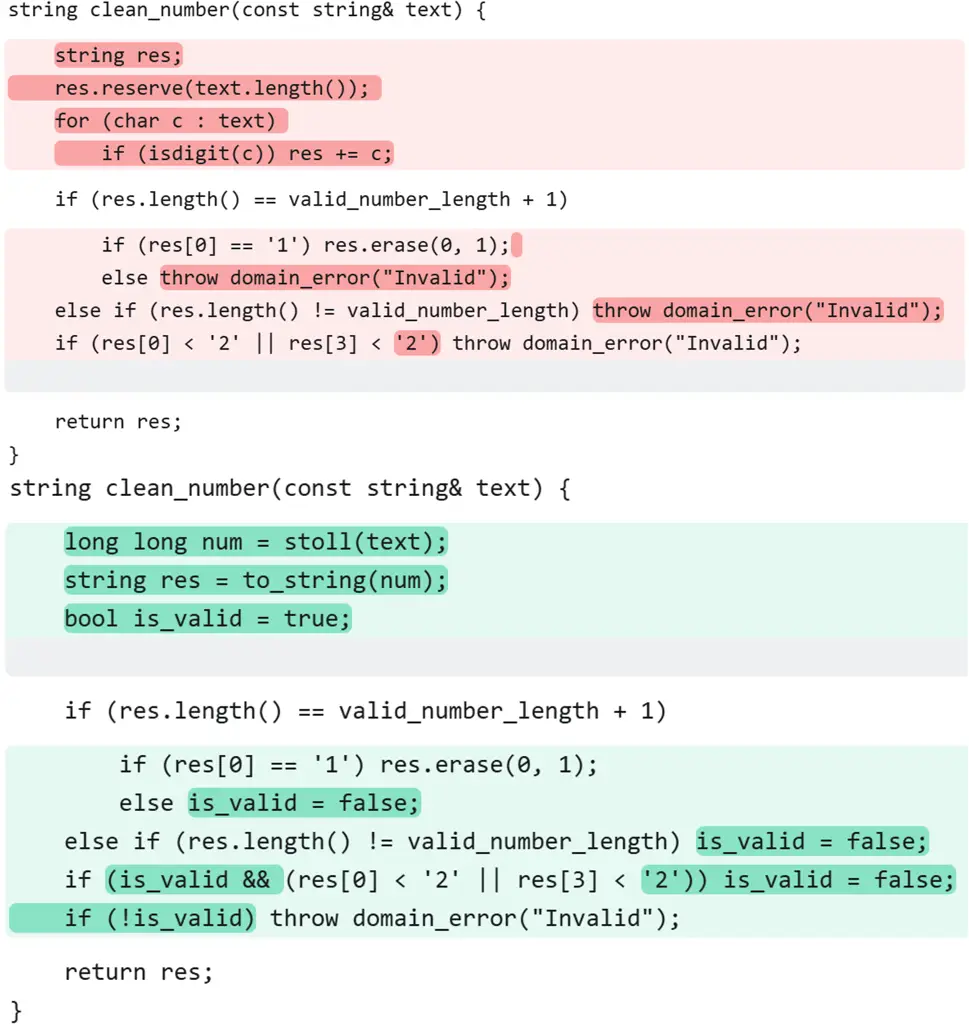 string clean_number(const string& text) {
    string res;
    res.reserve(text.length());
    for (char c : text)
        if (isdigit(c)) res += c;
    if (res.length() == valid_number_length + 1)
        if (res[0] == '1') res.erase(0, 1);
        else throw domain_error("Invalid");
    else if (res.length() != valid_number_length) throw domain_error("Invalid");
    if (res[0] < '2' || res[3] < '2') throw domain_error("Invalid");
    return res;
}
string clean_number(const string& text) {
    long long num = stoll(text);
    string res = to_string(num);
    bool is_valid = true;
    if (res.length() == valid_number_length + 1)
        if (res[0] == '1') res.erase(0, 1);
        else is_valid = false;
    else if (res.length() != valid_number_length) is_valid = false;
    if (is_valid && (res[0] < '2' || res[3] < '2')) is_valid = false;
    if (!is_valid) throw domain_error("Invalid");
    return res;
}